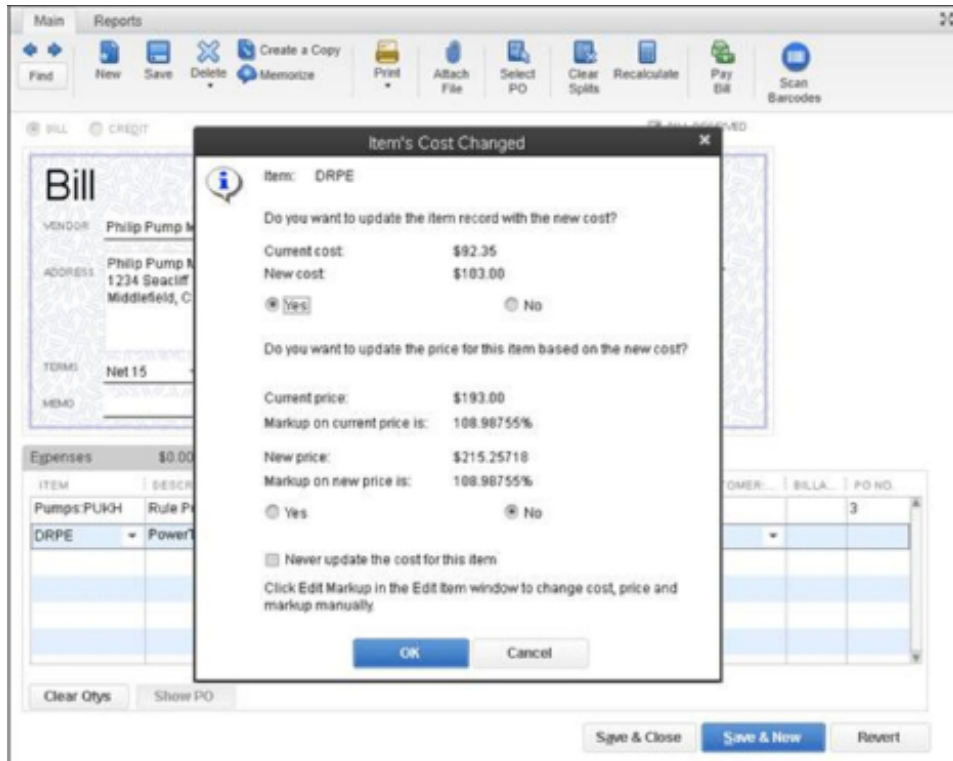 Main Reports
Find New Save Delete Create a Copy Memorize Print Attach File Select PO Clear Splits Recalculate Pay Bill Scan Barcodes
BILL CREDIT
Item's Cost Changed
Bill
Item: DRPE
Do you want to update the item record with the new cost?
VENDOR Philip Pump
Current cost: $92.35
ADDRESS Philip Pump
New cost: $103.00
1234 Seacliff
Middlefield, C
Yes No
Do you want to update the price for this item based on the new cost?
TERMS Net 15
Current price: $193.00
MEMO
Markup on current price is: 108.98755%
New price: $215.25718
Expenses $0.00
Markup on new price is: 108.98755%
ITEM DESCR TOMER: ... BILLA... PO NO.
Pumps:PUKH Rule P 3
Yes No
DRPE PowerT
Never update the cost for this item
Click Edit Markup in the Edit Item window to change cost, price and
markup manually.
OK Cancel
Clear Qtys Show PO
Save & Close Save & New Revert